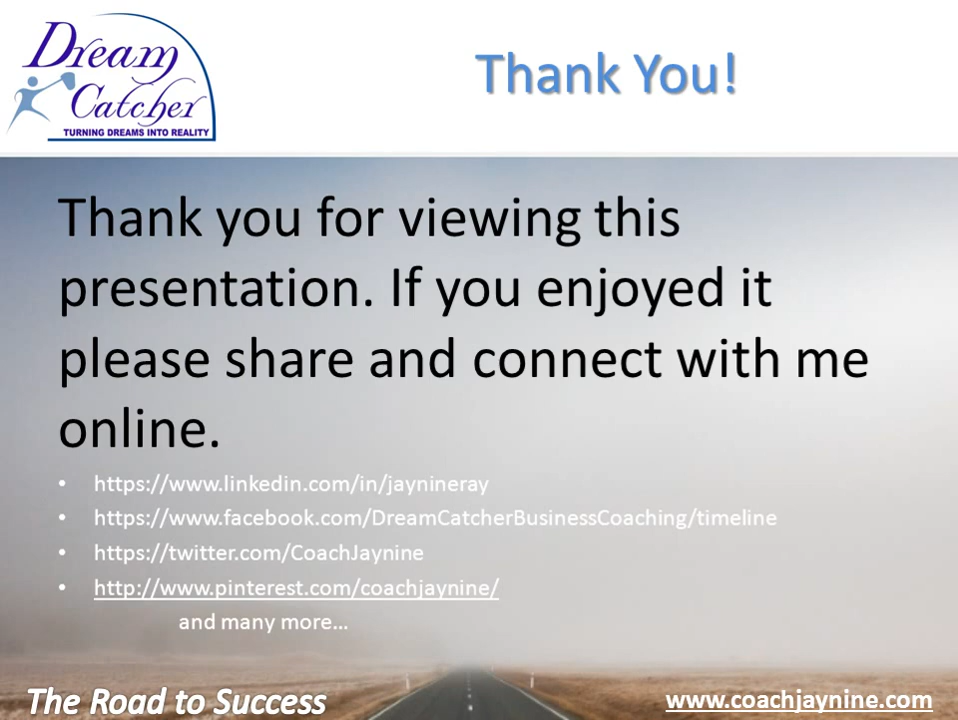 Dream
Catcher
TURNING DREAMS INTO REALITY
Thank You!
Thank you for viewing this
presentation. If you enjoyed it
please share and connect with me
online.
• https://www.linkedin.com/in/jaynineray
• https://www.facebook.com/DreamCatcherBusinessCoaching/timeline
• https://twitter.com/CoachJaynine
• http://www.pinterest.com/coachjaynine/
and many more…
The Road to Success
www.coachjaynine.com